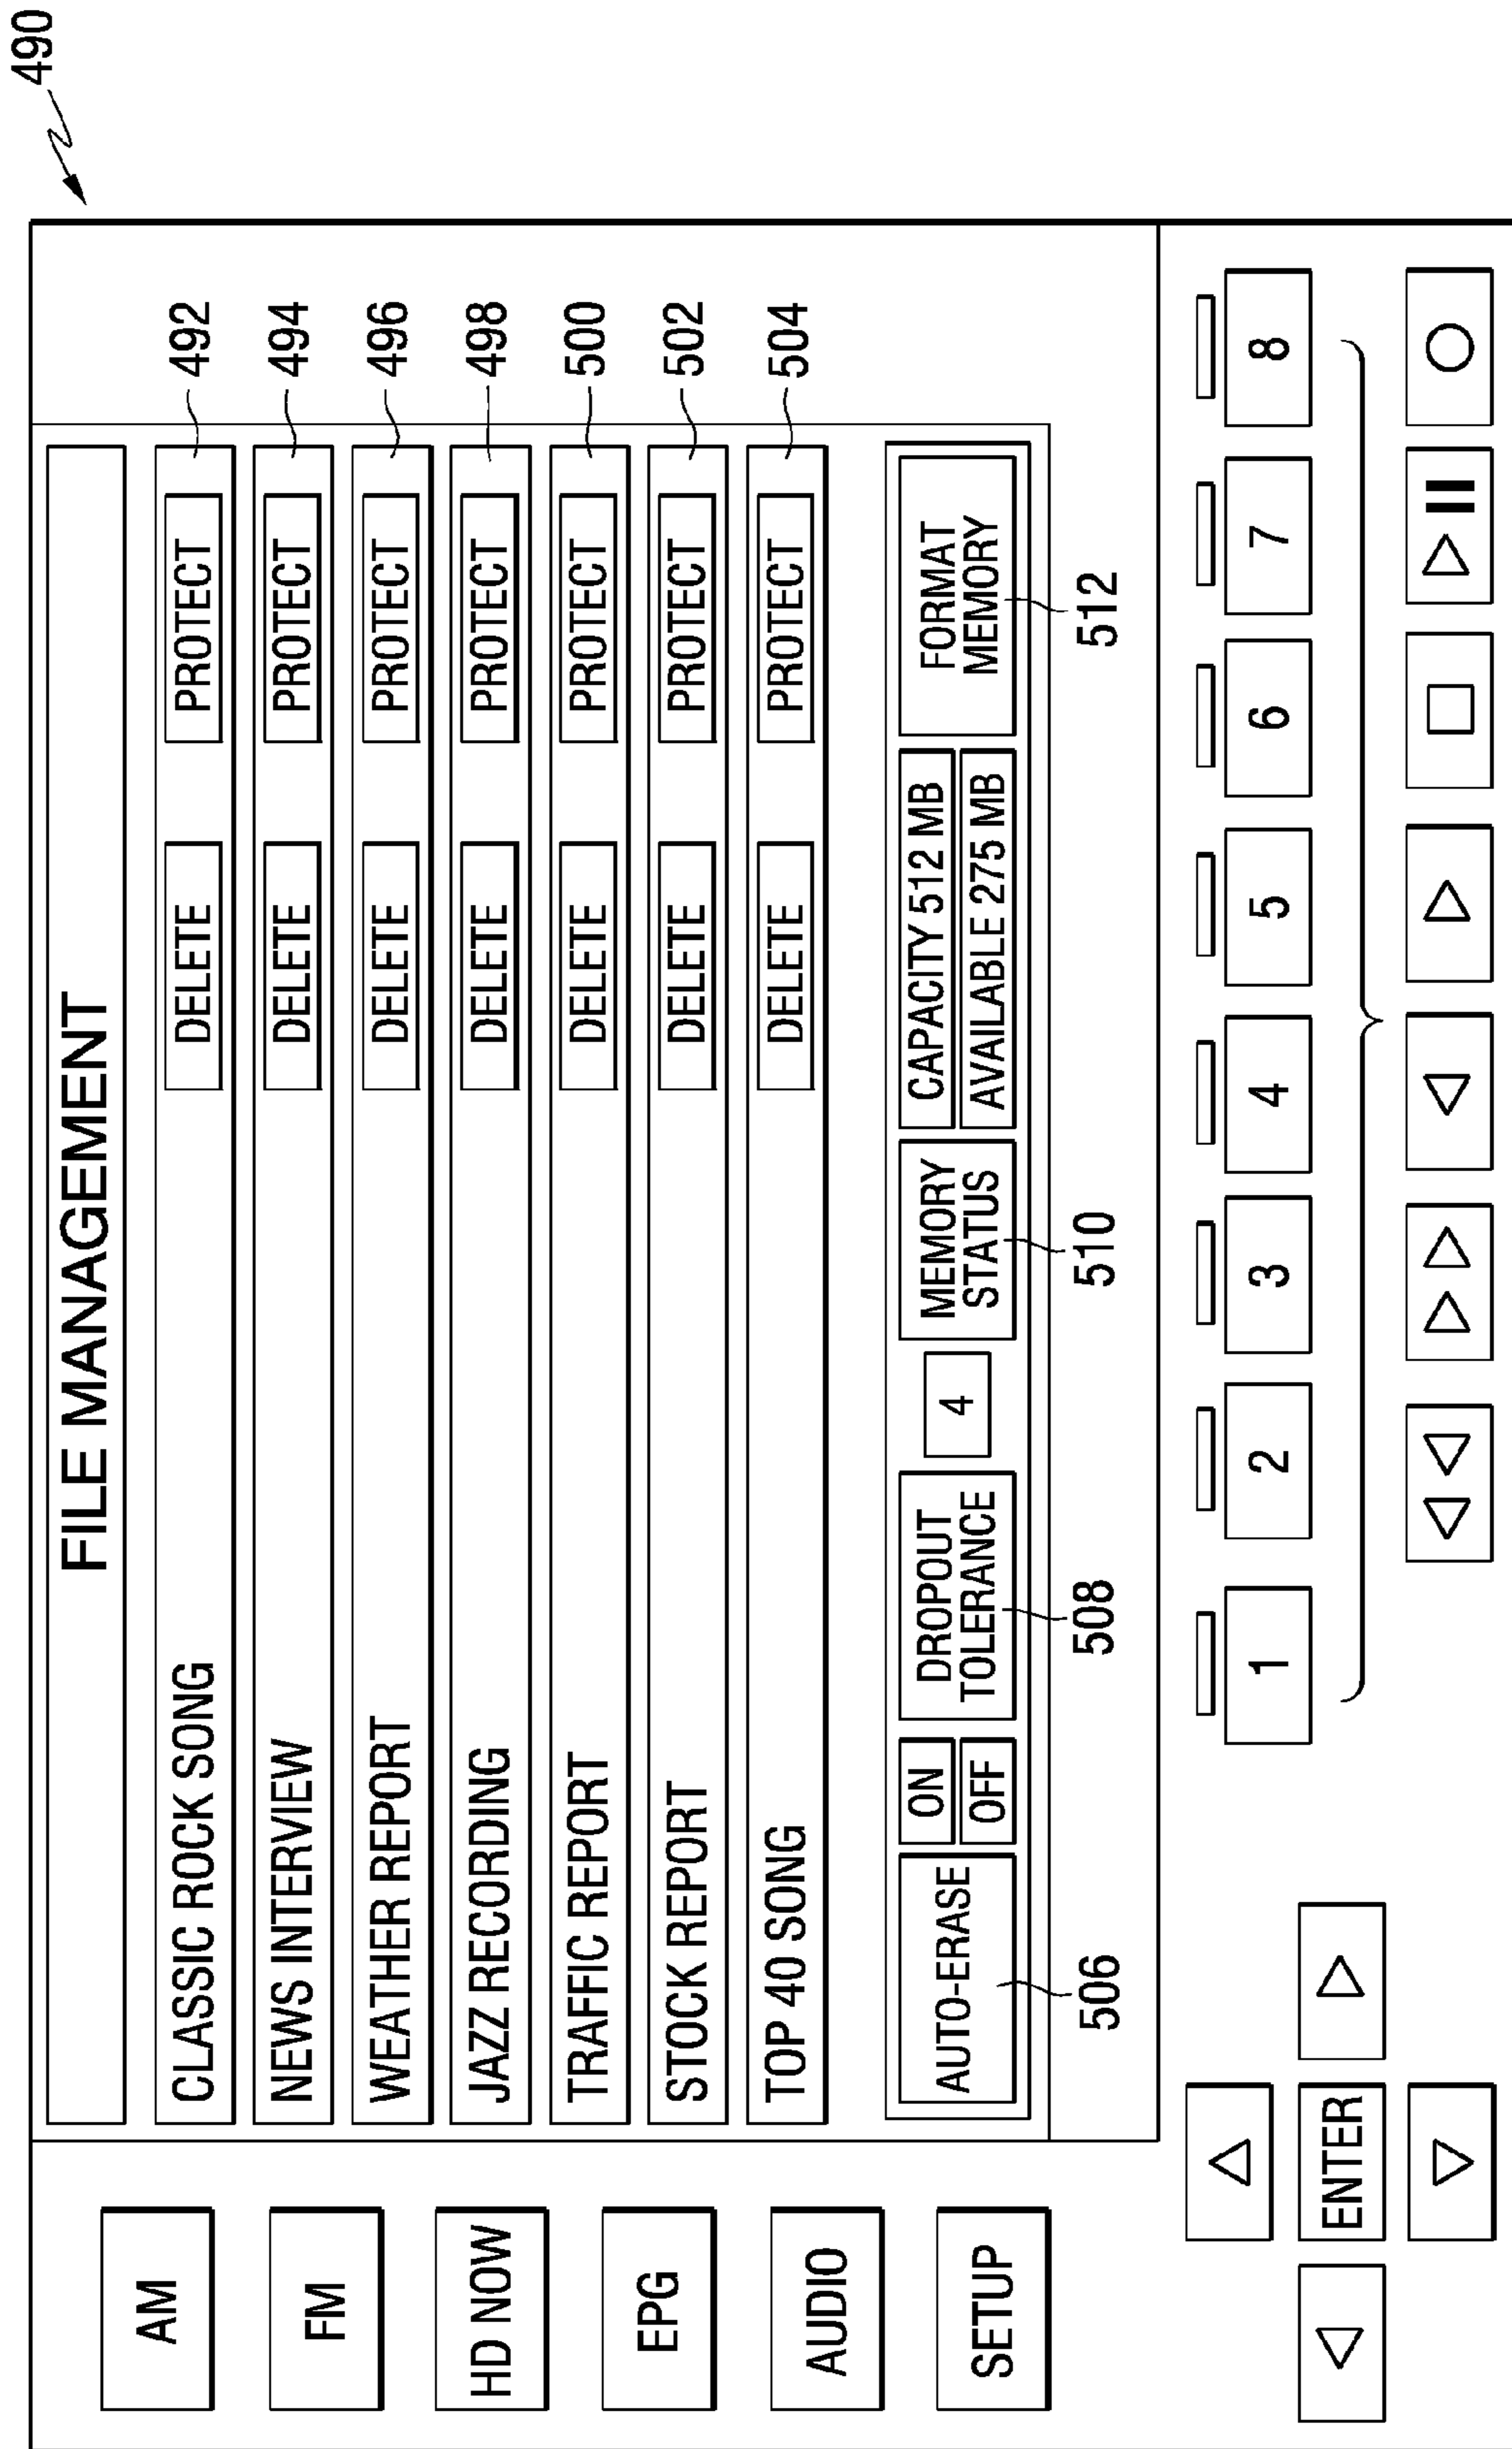 490
FILE MANAGEMENT
AM
FM
HD NOW
EPG
AUDIO
SETUP
CLASSIC ROCK SONG DELETE PROTECT 492
NEWS INTERVIEW DELETE PROTECT 494
WEATHER REPORT DELETE PROTECT 496
JAZZ RECORDING DELETE PROTECT 498
TRAFFIC REPORT DELETE PROTECT 500
STOCK REPORT DELETE PROTECT 502
TOP 40 SONG DELETE PROTECT 504
AUTO-ERASE
ON
OFF
DROPOUT
TOLERANCE
4
MEMORY
STATUS
CAPACITY 512 MB
AVAILABLE 275 MB
FORMAT
MEMORY
506 508 510 512
1 2 3 4 5 6 7 8
ENTER